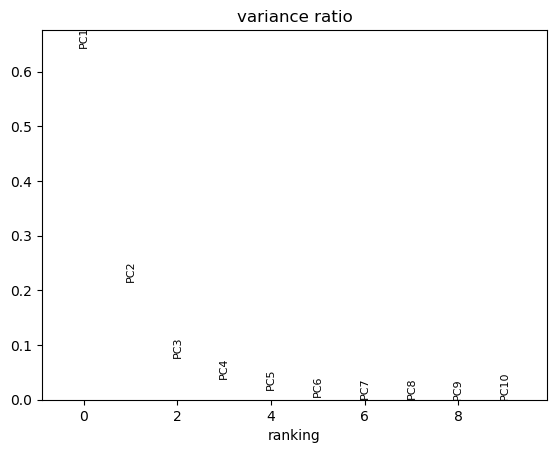 variance ratio
0.6
0.5
0.4
0.3
0.2
0.1
0.0
PC1
PC2
PC3
PC4
PC5
PC6
PC7
PC8
PC9
PC10
0
2
4
6
8
ranking